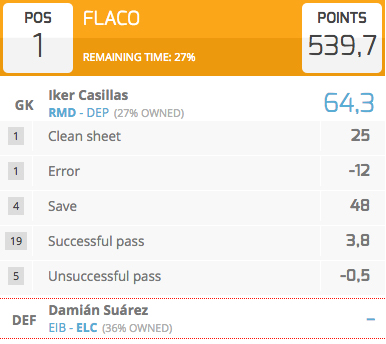 POS
1
FLACO
REMAINING TIME: 27%
POINTS
539,7
GK
Iker Casillas
RMD - DEP (27% OWNED)
64,3
1 Clean sheet 25
1 Error -12
4 Save 48
19 Successful pass 3,8
5 Unsuccessful pass -0,5
DEF
Damián Suárez
EIB - ELC (36% OWNED)
–